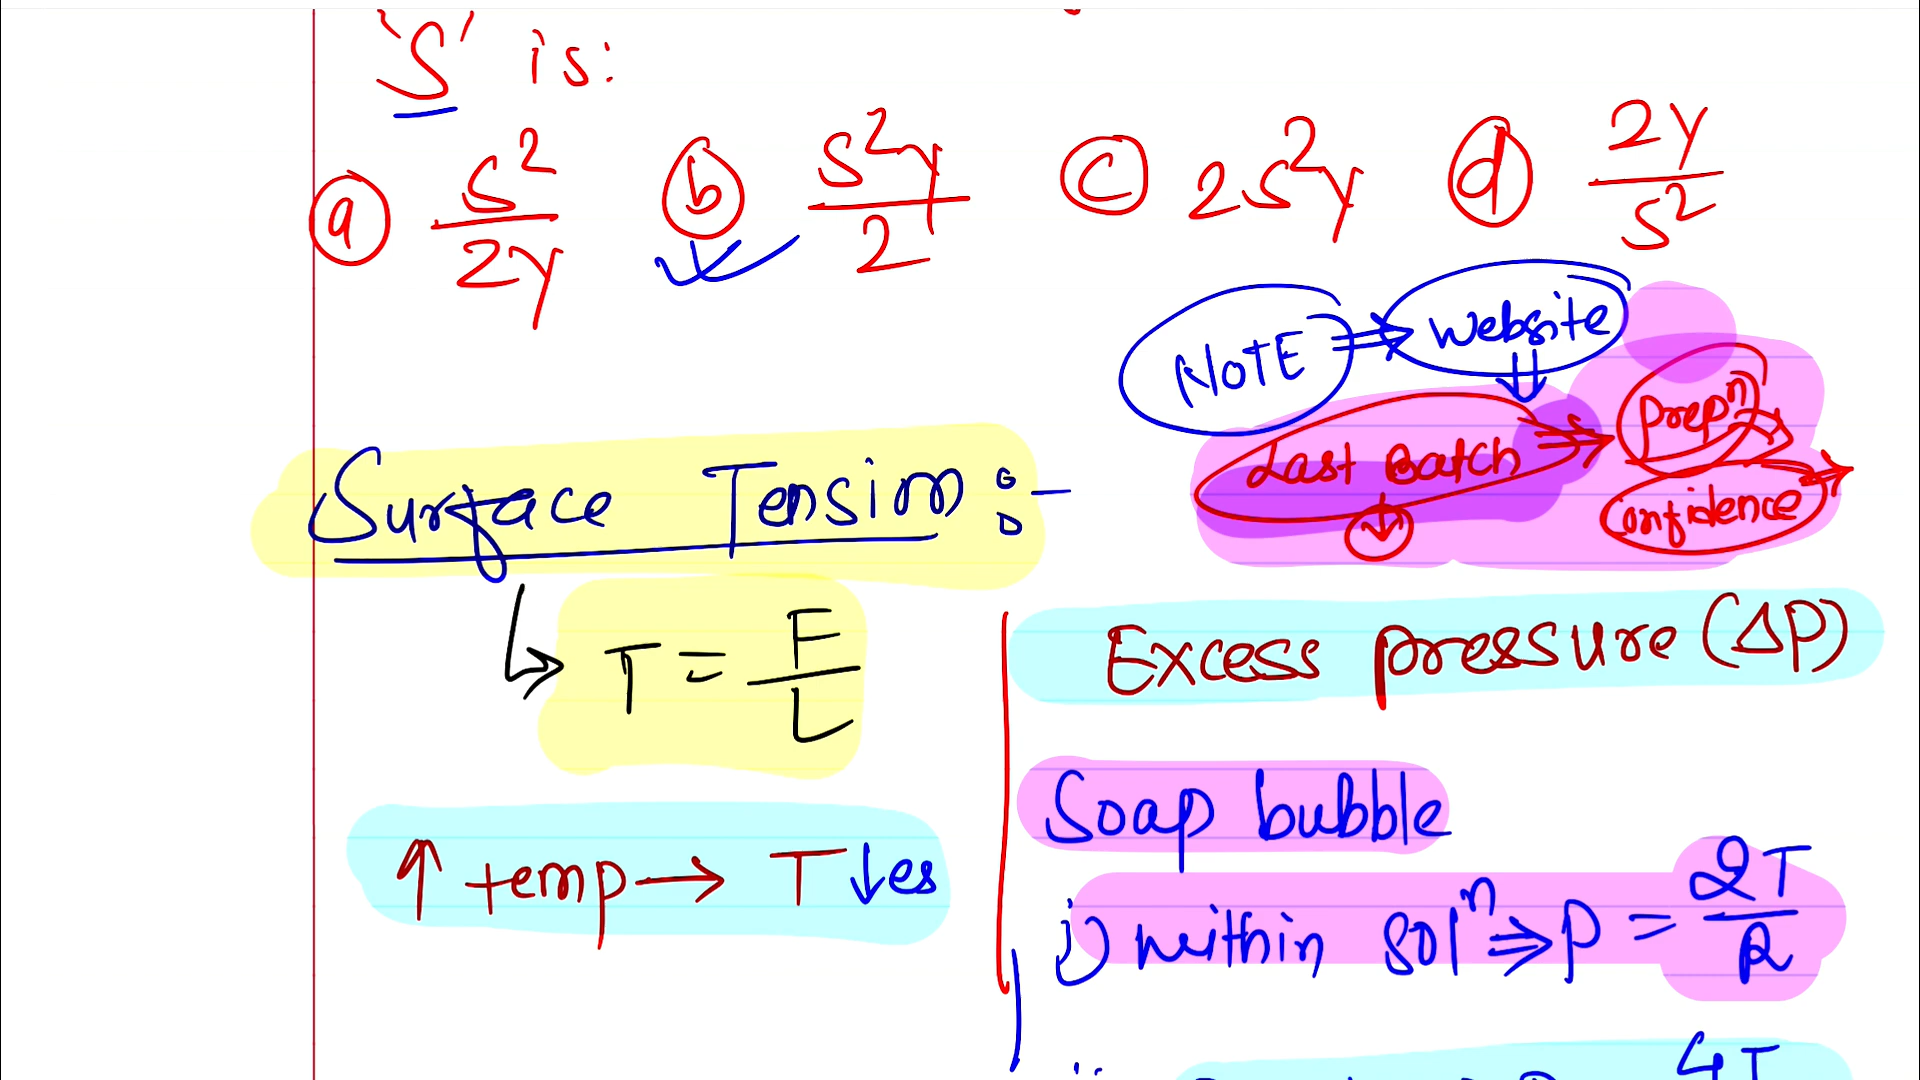 'S' is:
(a) S²/2Y (b) S²Y/2 (c) 2S²Y (d) 2Y/S²
NOTE ⇒ Website
Last Batch ⇒ Prepⁿ
Confidence
Surface Tension :-
T = F/L
Excess pressure (ΔP)
Soap bubble
↑ temp → T ↓es
i) within solⁿ ⇒ P = 2T/R
4T